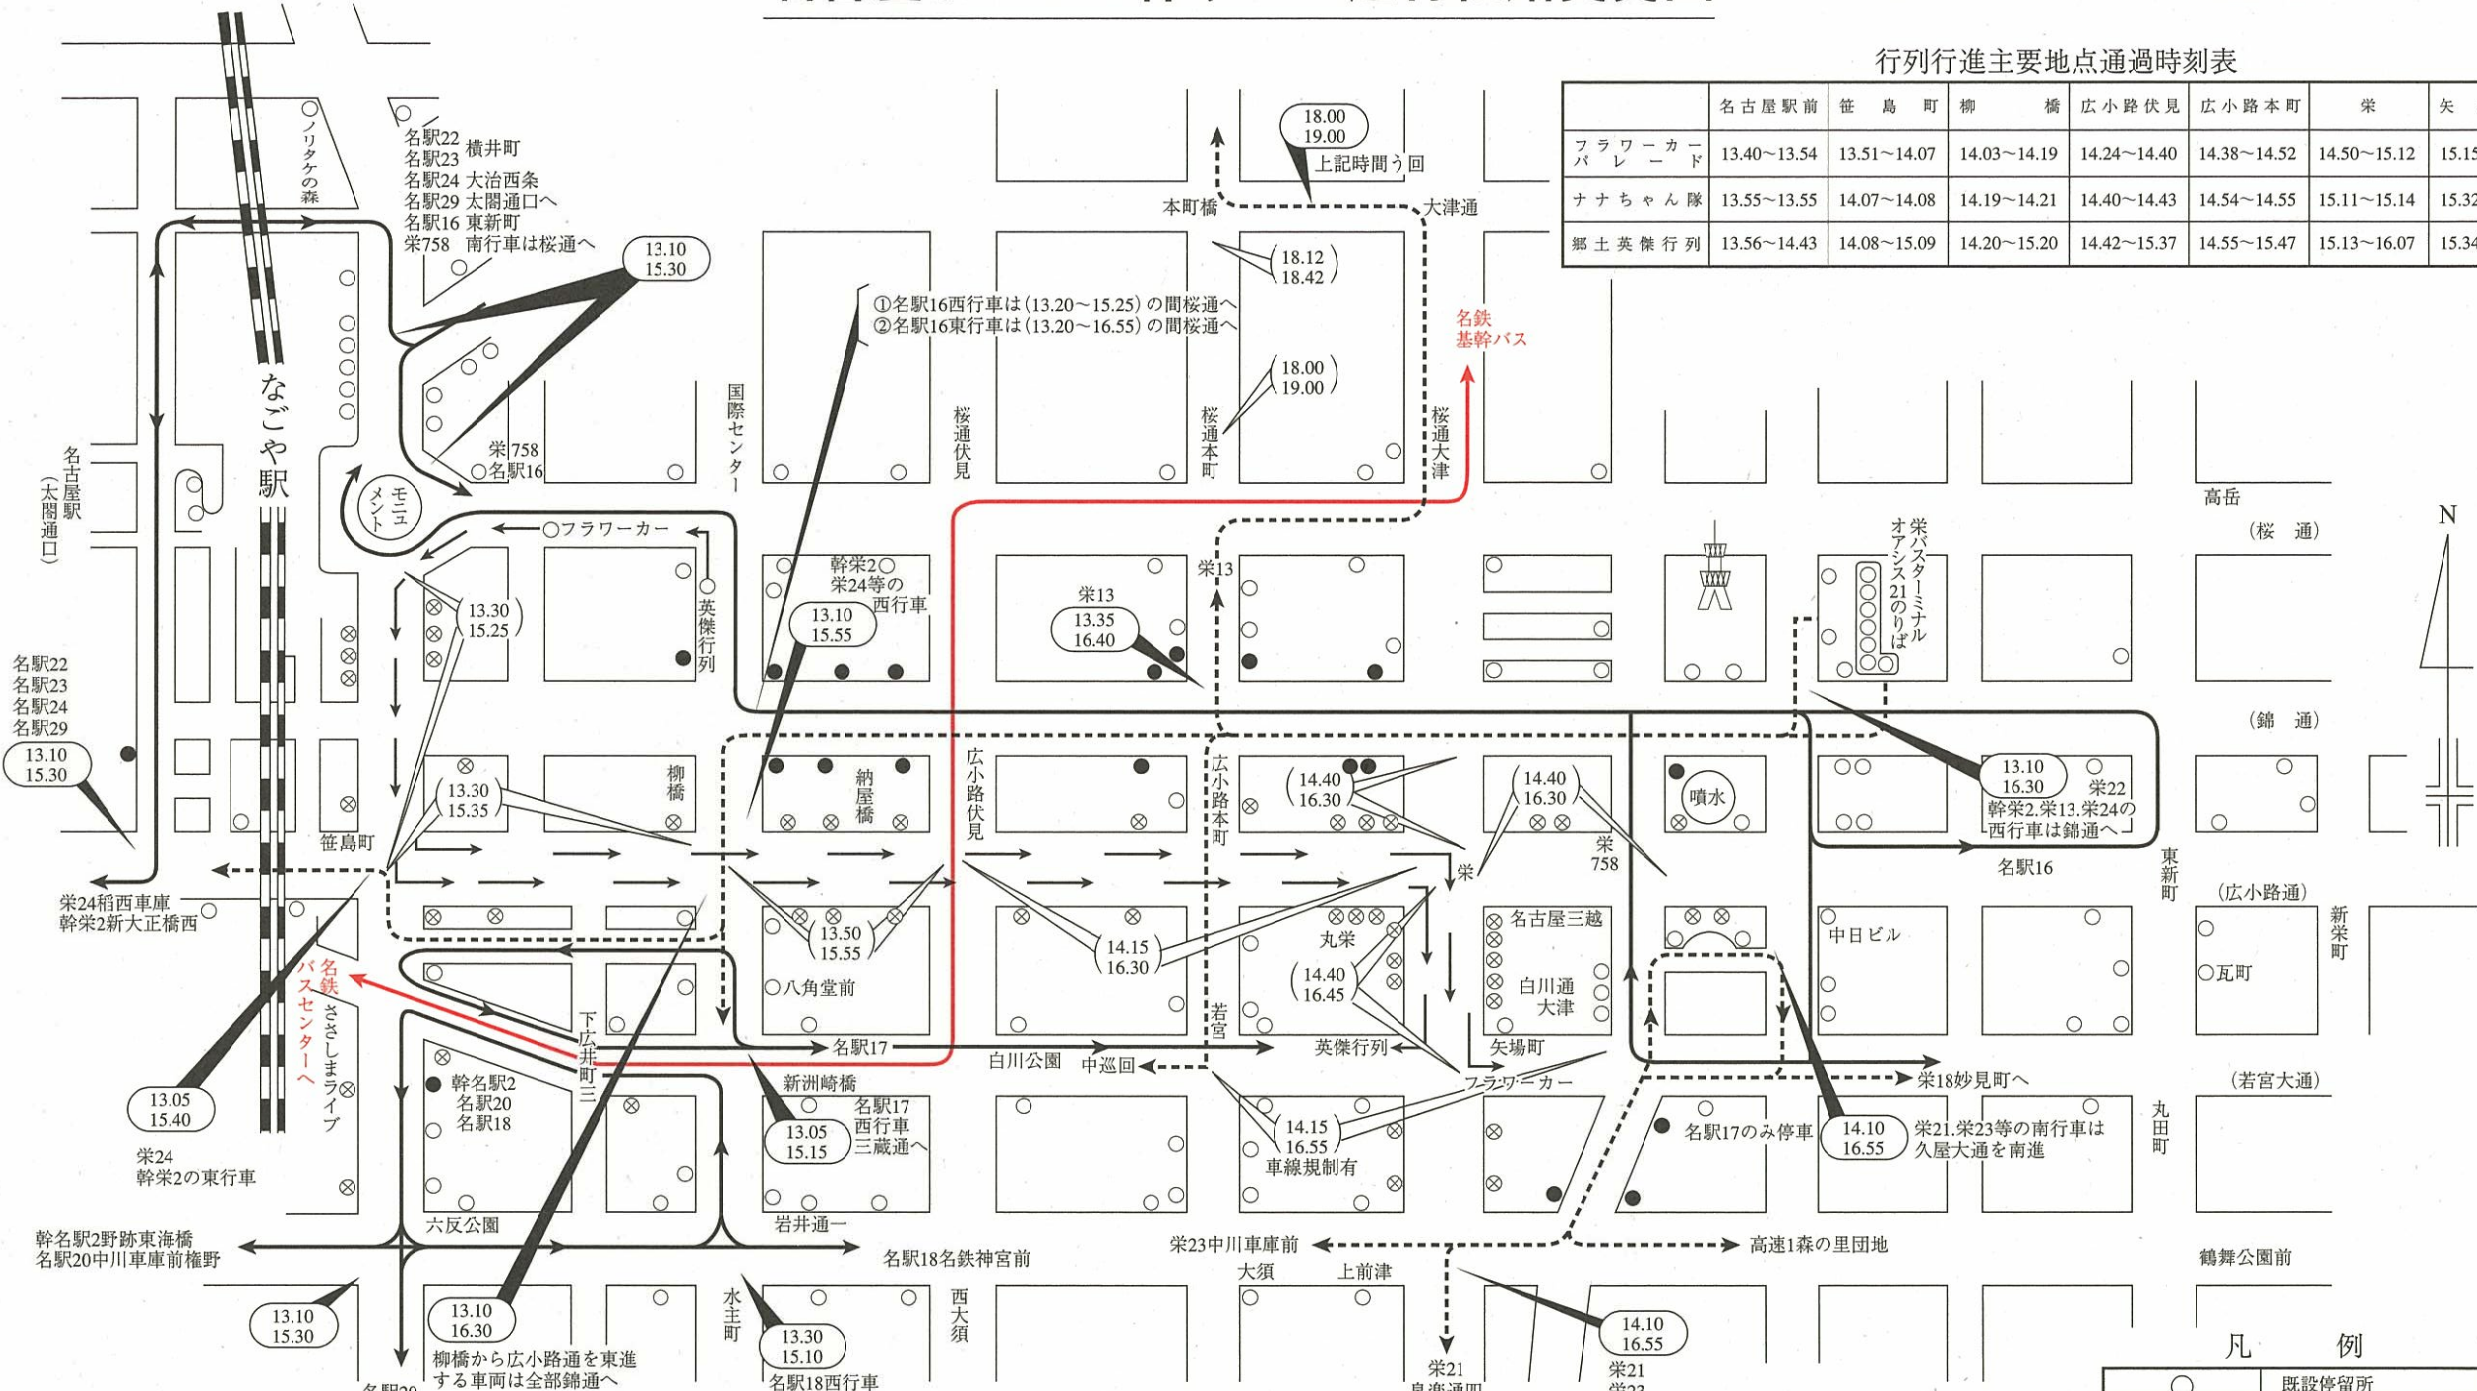 行列行進主要地点通過時刻表
名古屋駅前 笹島町 柳橋 広小路伏見 広小路本町 栄 矢
フラワーカーパレード 13.40～13.54 13.51～14.07 14.03～14.19 14.24～14.40 14.38～14.52 14.50～15.12 15.15
ナナちゃん隊 13.55～13.55 14.07～14.08 14.19～14.21 14.40～14.43 14.54～14.55 15.11～15.14 15.32
郷土英傑行列 13.56～14.43 14.08～15.09 14.20～15.20 14.42～15.37 14.55～15.47 15.13～16.07 15.34
ノリタケの森
名駅22
名駅23 横井町
名駅24 大治西条
名駅29 太閤通口へ
名駅16 東新町
栄758 南行車は桜通へ
13.10
15.30
18.00
19.00
上記時間う回
本町橋
大津通
(18.12
18.42)
①名駅16西行車は(13.20～15.25)の間桜通へ
②名駅16東行車は(13.20～16.55)の間桜通へ
名鉄
基幹バス
(18.00
19.00)
なごや駅
名古屋駅
(太閤通口)
モニュ
メント
栄758
名駅16
国際センター
桜通伏見
桜通本町
桜通大津
高岳
(桜通)
N
フラワーカー
英傑行列
(13.30
15.25)
幹栄2
栄24等の
西行車
13.10
15.55
栄13
13.35
16.40
栄13
栄バスターミナル
オアシス21のりば
(錦通)
名駅22
名駅23
名駅24
名駅29
13.10
15.30
笹島町
(13.30
15.35)
柳橋
納屋橋
広小路伏見
広小路本町
(14.40
16.30)
(14.40
16.30)
噴水
13.10
16.30
栄22
幹栄2.栄13.栄24の
西行車は錦通へ
栄
栄
758
名駅16
東新町
(広小路通)
新栄町
栄24稲西車庫
幹栄2新大正橋西
(13.50
15.55)
(14.15
16.30)
丸栄
(14.40
16.45)
名古屋三越
白川通
大津
中日ビル
瓦町
名鉄
バスセンターへ
ささしまライブ
八角堂前
下広井町三
名駅17
白川公園
若宮
中巡回
英傑行列
矢場町
フラワーカー
栄18妙見町へ
(若宮大通)
13.05
15.40
栄24
幹栄2の東行車
幹名駅2
名駅20
名駅18
新洲崎橋
13.05
15.15
名駅17
西行車
三蔵通へ
(14.15
16.55)
車線規制有
名駅17のみ停車
14.10
16.55
栄21.栄23等の南行車は
久屋大通を南進
丸田町
六反公園
岩井通一
幹名駅2野跡東海橋
名駅20中川車庫前権野
名駅18名鉄神宮前
栄23中川車庫前
高速1森の里団地
鶴舞公園前
大須
上前津
13.10
15.30
13.10
16.30
柳橋から広小路通を東進
する車両は全部錦通へ
水主町
13.30
15.10
名駅18西行車
西大須
14.10
16.55
栄21
栄21
凡例
既設停留所